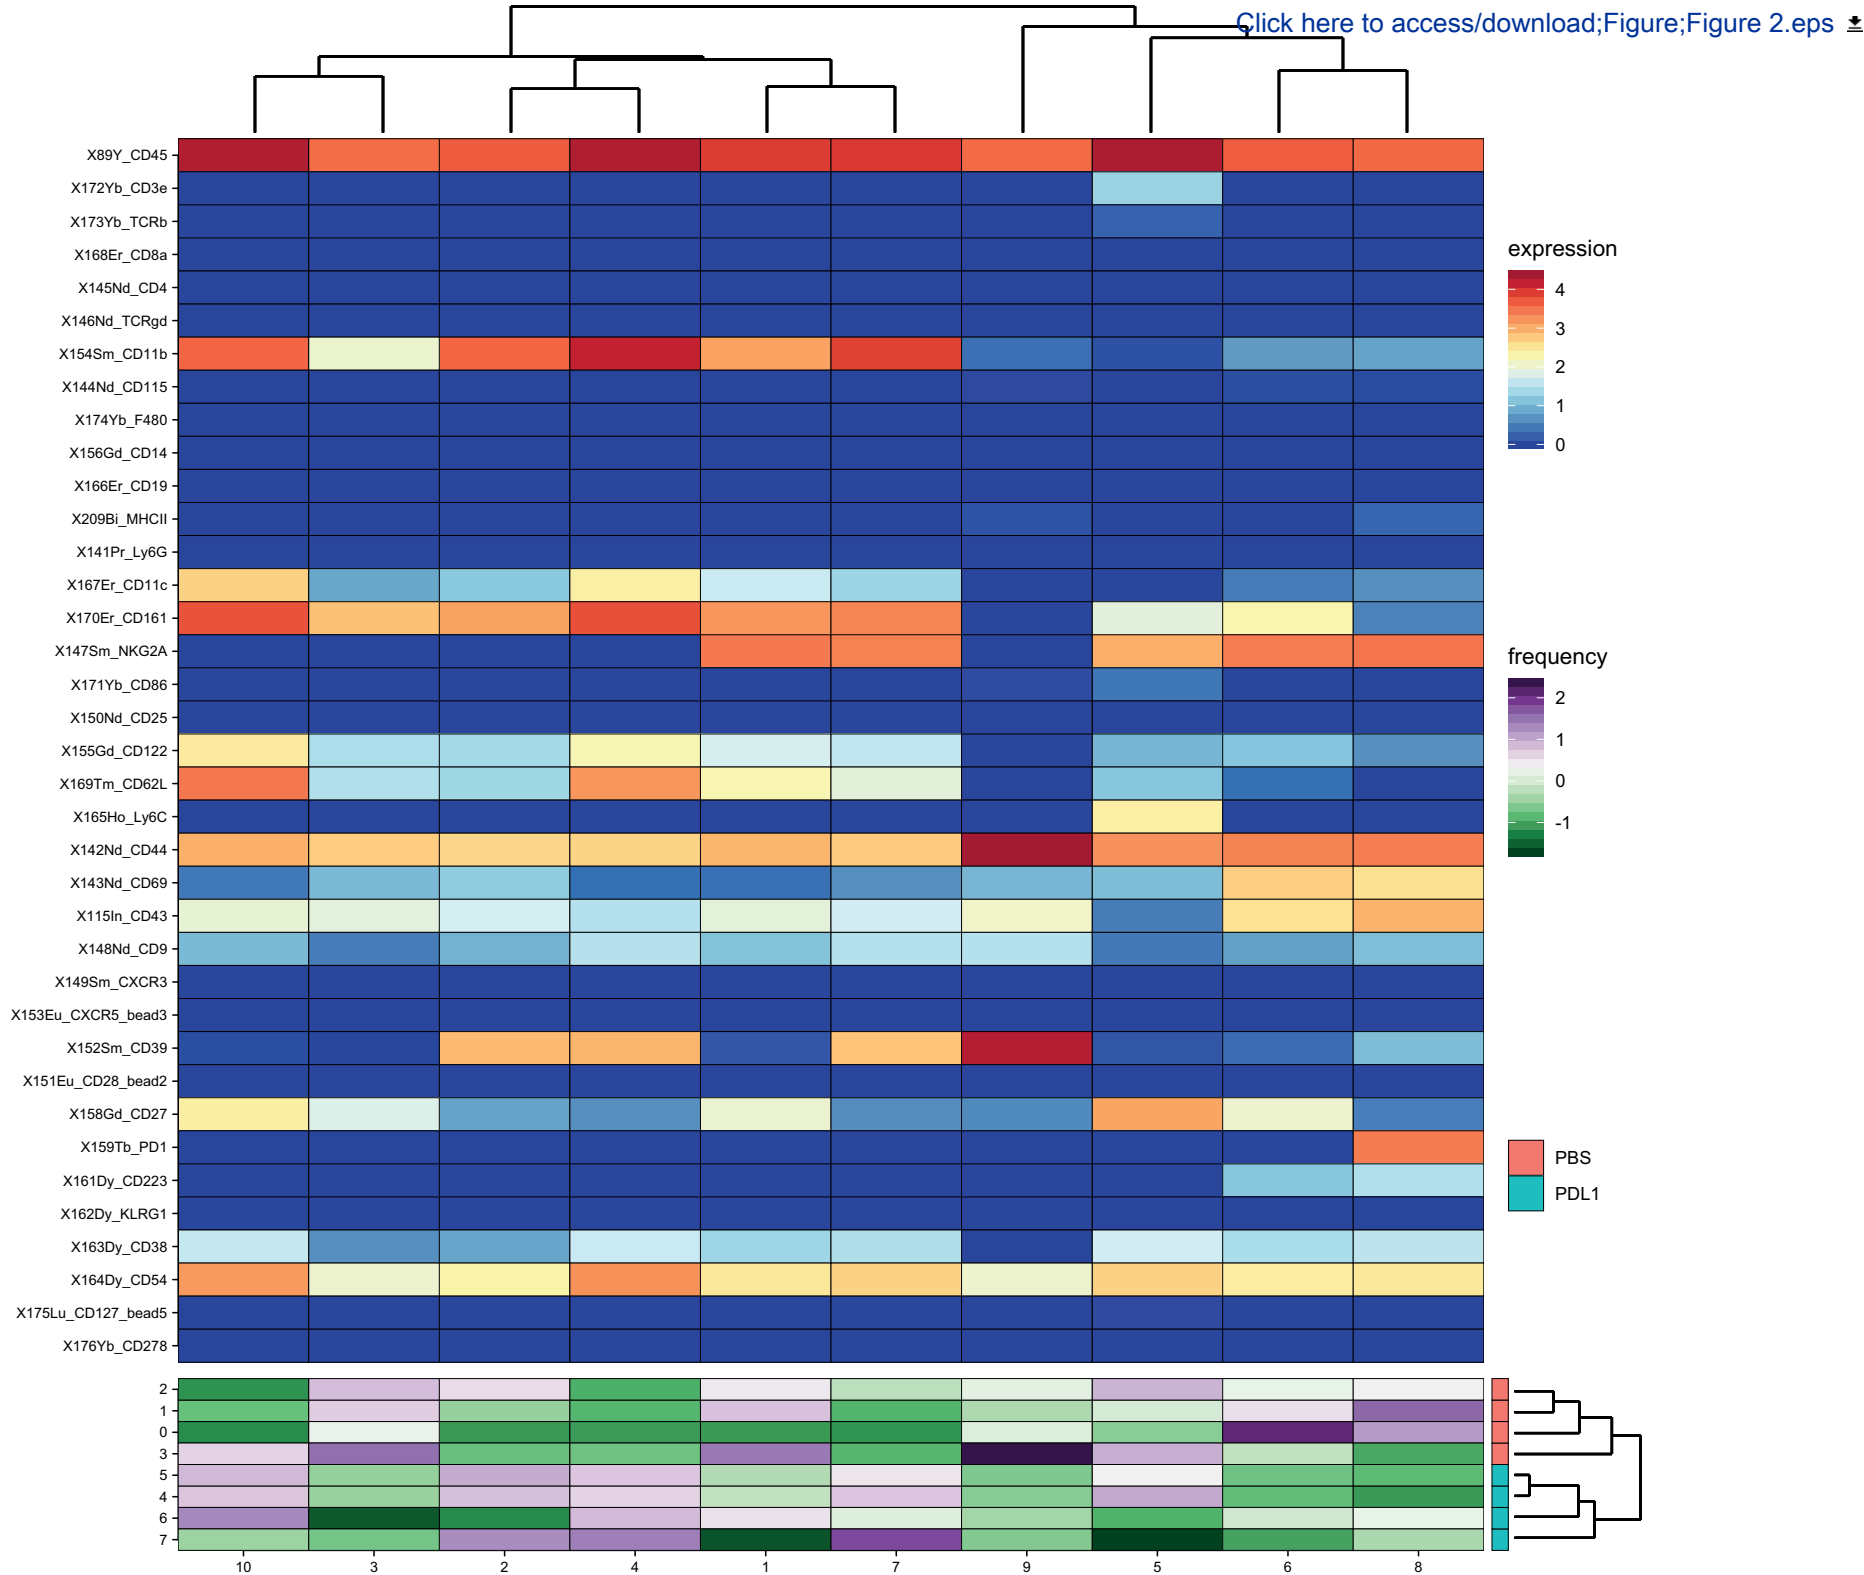 Click here to access/download;Figure;Figure 2.eps
X89Y_CD45
X172Yb_CD3e
X173Yb_TCRb
X168Er_CD8a
X145Nd_CD4
X146Nd_TCRgd
X154Sm_CD11b
X144Nd_CD115
X174Yb_F480
X156Gd_CD14
X166Er_CD19
X209Bi_MHCII
X141Pr_Ly6G
X167Er_CD11c
X170Er_CD161
X147Sm_NKG2A
X171Yb_CD86
X150Nd_CD25
X155Gd_CD122
X169Tm_CD62L
X165Ho_Ly6C
X142Nd_CD44
X143Nd_CD69
X115In_CD43
X148Nd_CD9
X149Sm_CXCR3
X153Eu_CXCR5_bead3
X152Sm_CD39
X151Eu_CD28_bead2
X158Gd_CD27
X159Tb_PD1
X161Dy_CD223
X162Dy_KLRG1
X163Dy_CD38
X164Dy_CD54
X175Lu_CD127_bead5
X176Yb_CD278
2
1
0
3
5
4
6
7
10 3 2 4 1 7 9 5 6 8
expression
4
3
2
1
0
frequency
2
1
0
-1
PBS
PDL1